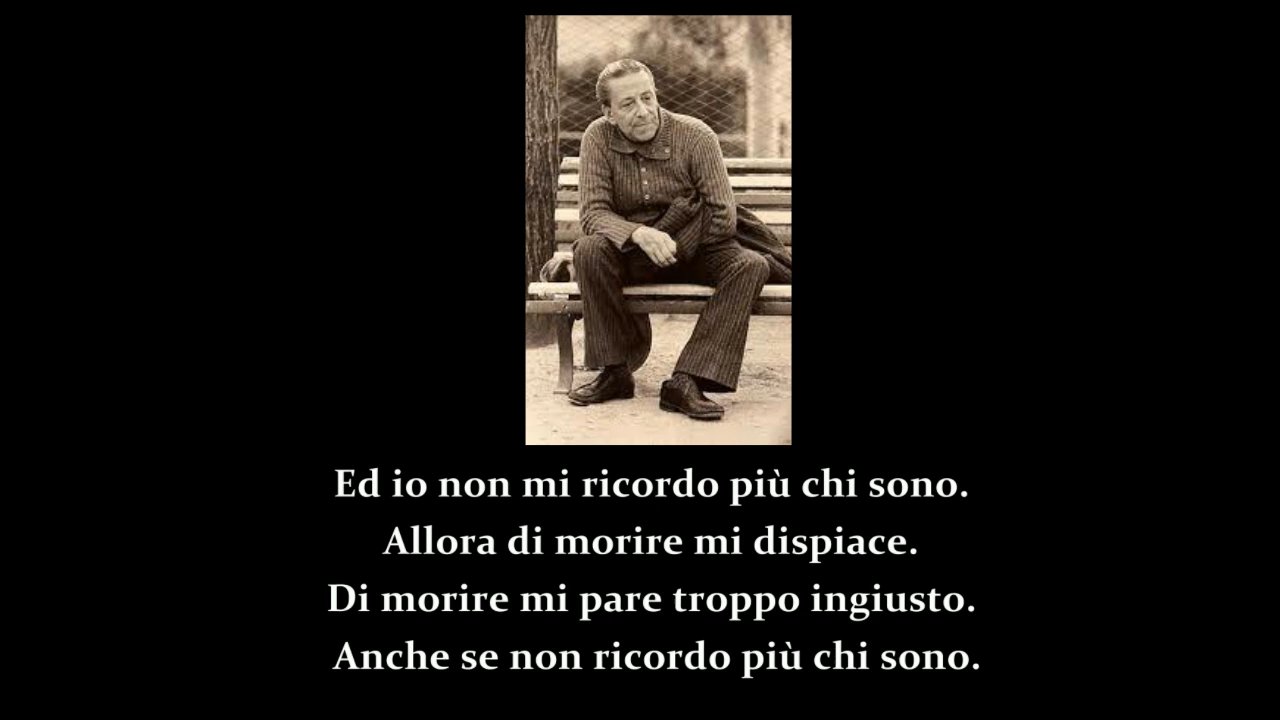 Ed io non mi ricordo più chi sono.
Allora di morire mi dispiace.
Di morire mi pare troppo ingiusto.
Anche se non ricordo più chi sono.